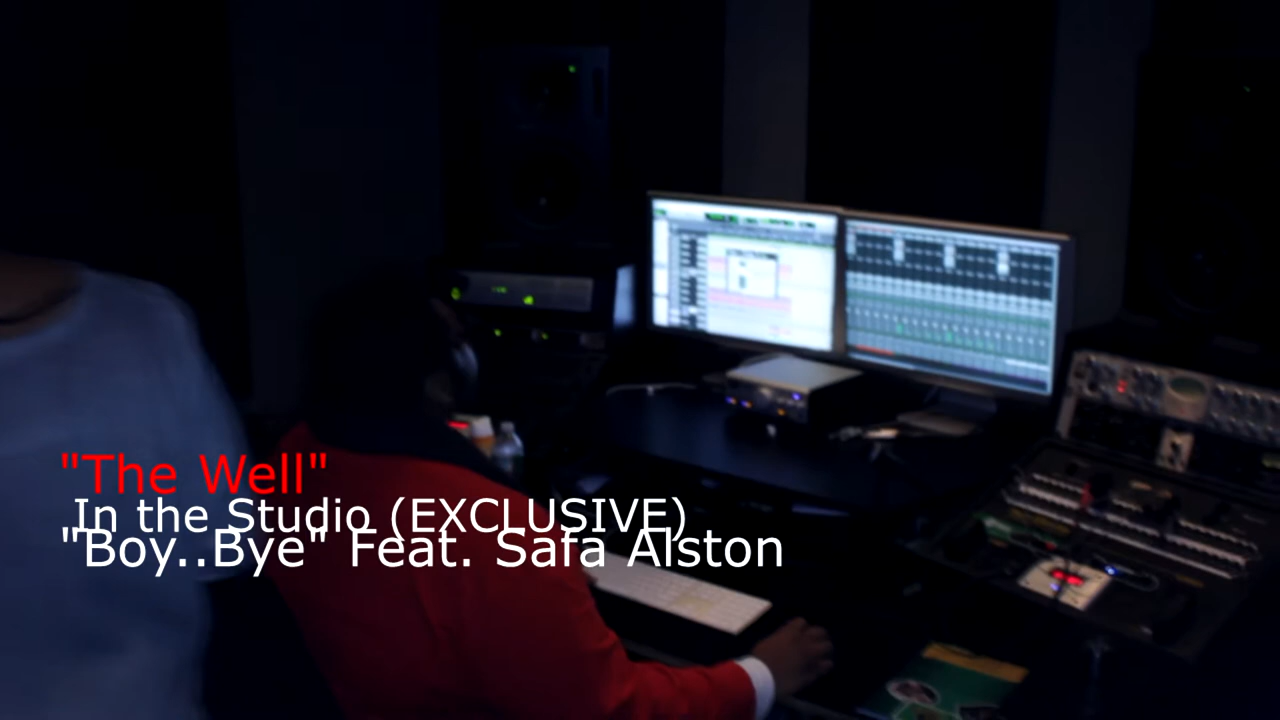 "The Well"
In the Studio (EXCLUSIVE)
"Boy..Bye" Feat. Safa Alston